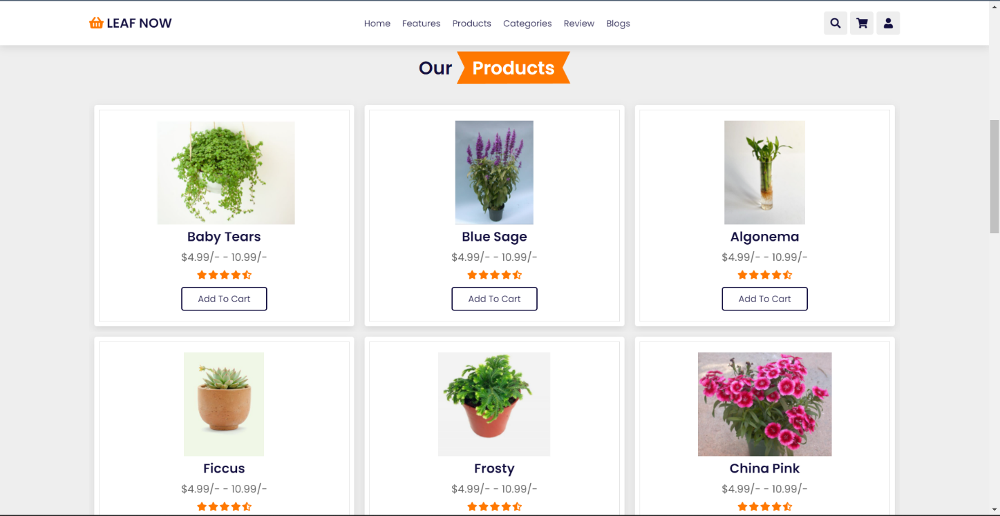 LEAF NOW
Home Features Products Categories Review Blogs
Our Products
Baby Tears
$4.99/- - 10.99/-
Add To Cart
Blue Sage
$4.99/- - 10.99/-
Add To Cart
Algonema
$4.99/- - 10.99/-
Add To Cart
Ficcus
$4.99/- - 10.99/-
Frosty
$4.99/- - 10.99/-
China Pink
$4.99/- - 10.99/-